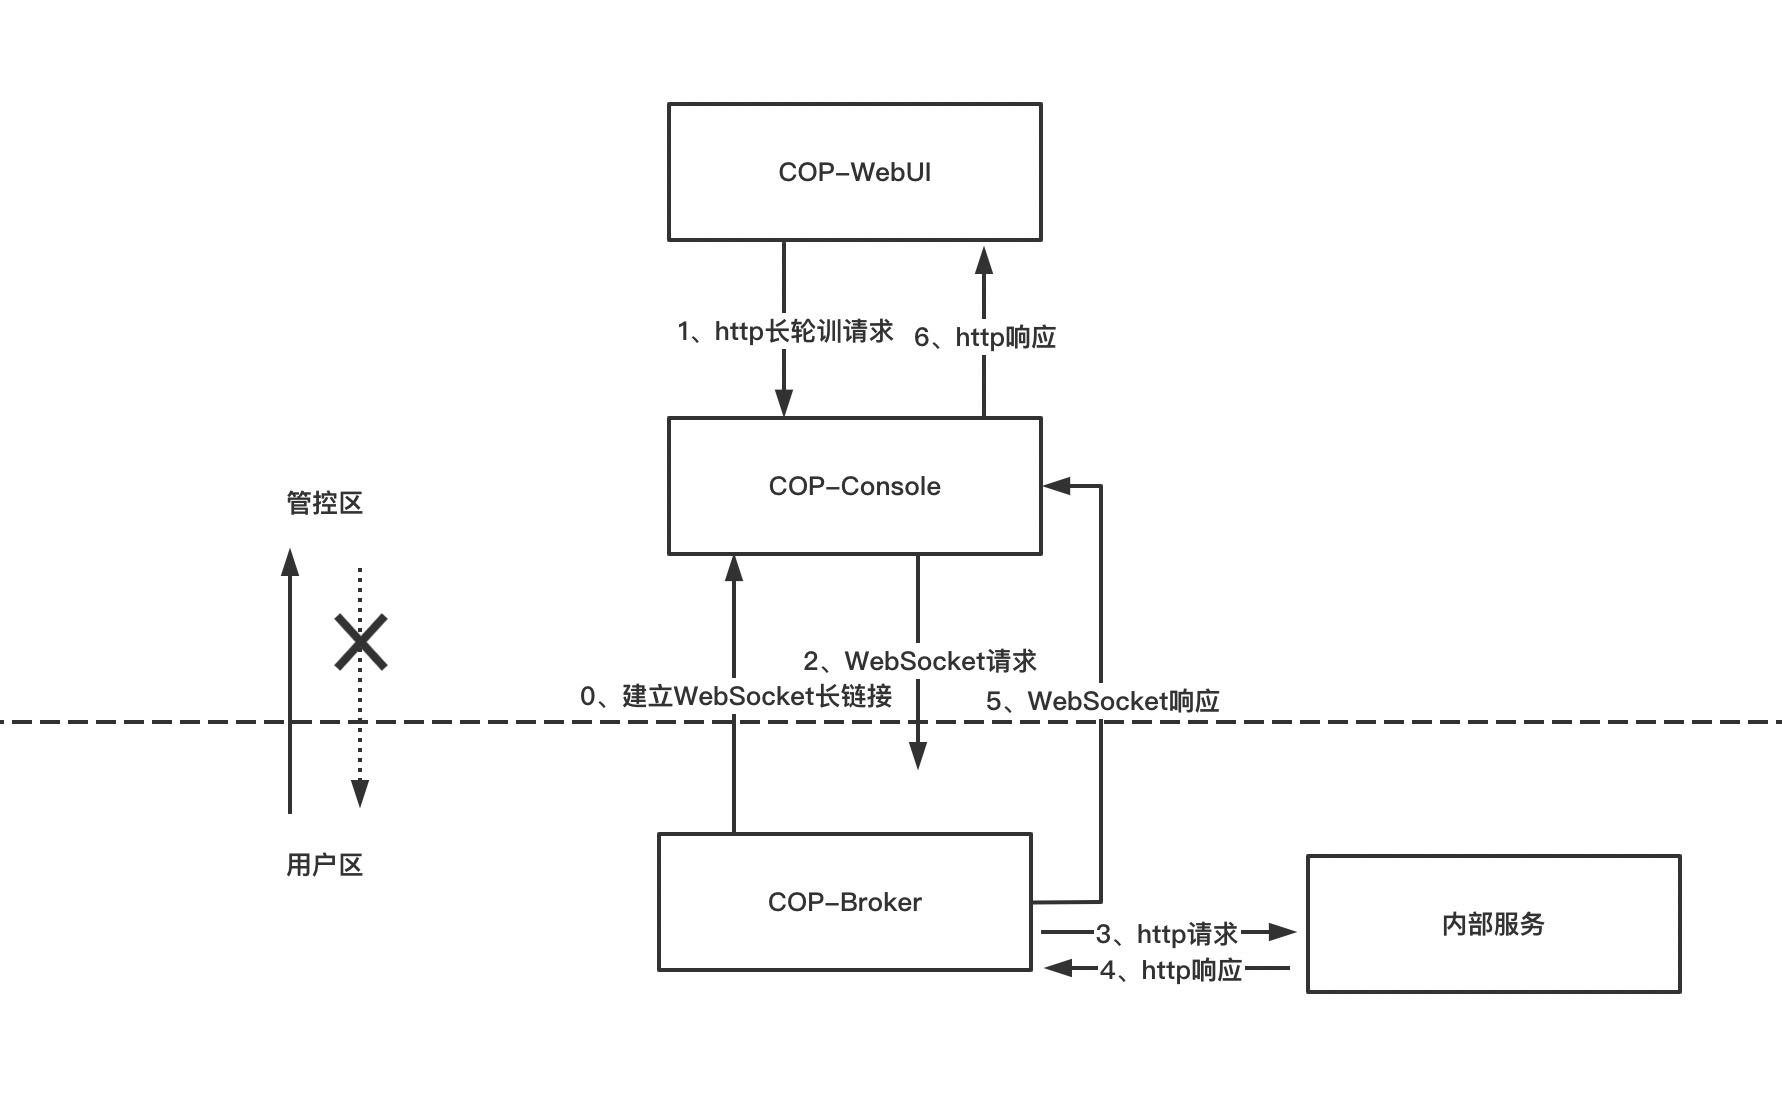 COP-WebUI
1、http长轮训请求
6、http响应
COP-Console
管控区
2、WebSocket请求
0、建立WebSocket长链接
5、WebSocket响应
用户区
COP-Broker
内部服务
3、http请求
4、http响应